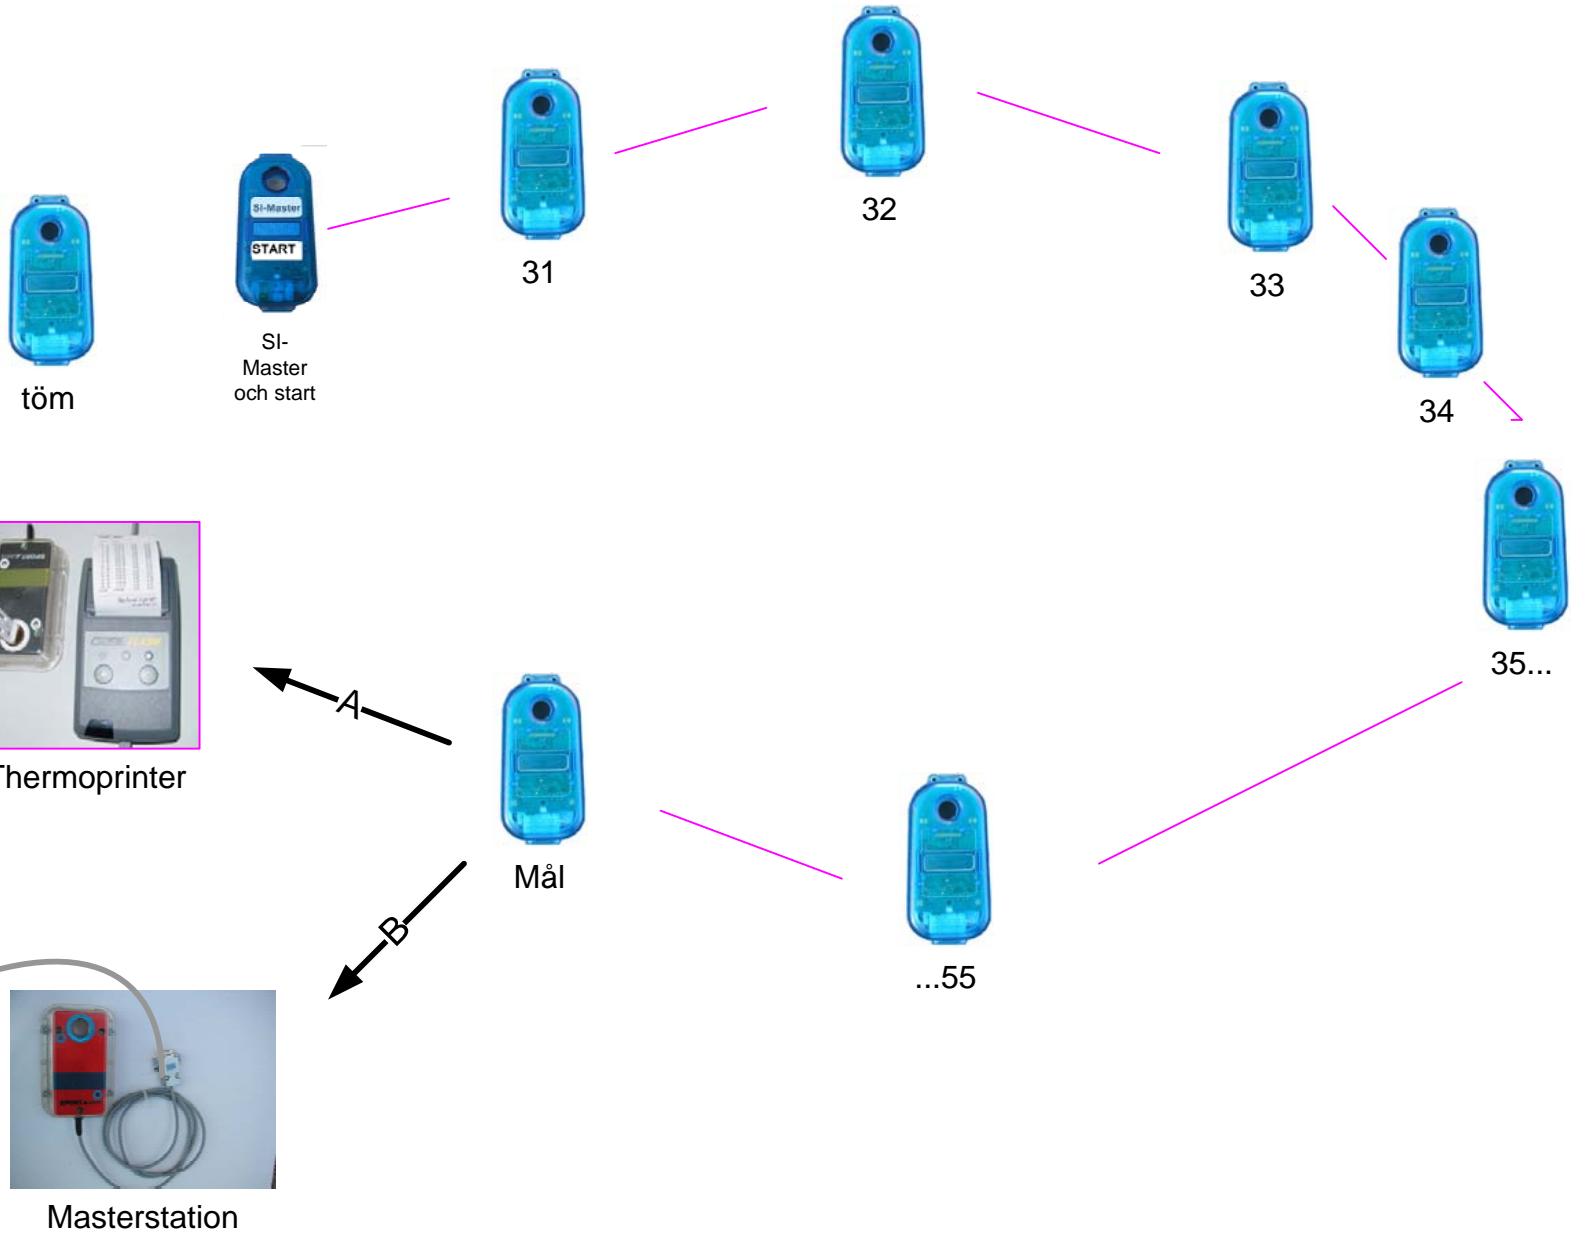 32
31
33
SI-Master
START
SI-
Master
och start
töm
34
35...
A
Thermoprinter
Mål
B
...55
Masterstation